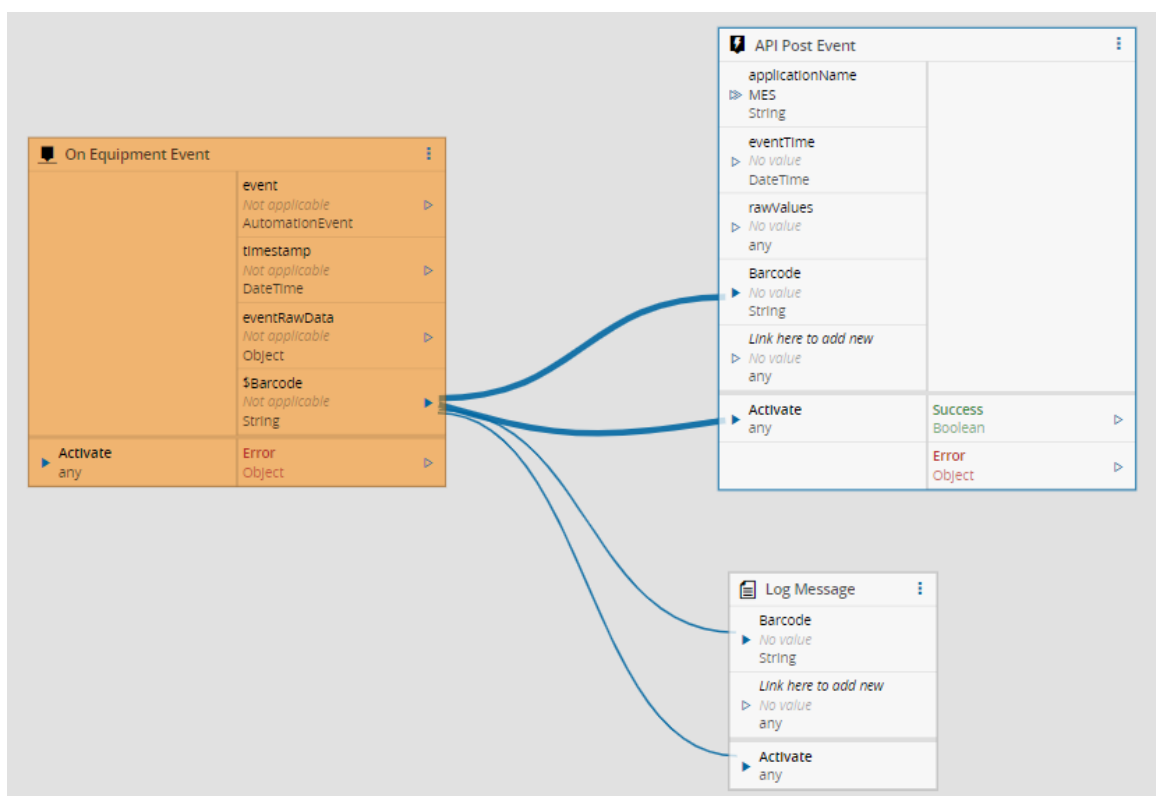 API Post Event
applicationName
MES
String
eventTime
No value
DateTime
rawValues
No value
any
Barcode
No value
String
Link here to add new
No value
any
Activate
any
Success
Boolean
Error
Object
On Equipment Event
event
Not applicable
AutomationEvent
timestamp
Not applicable
DateTime
eventRawData
Not applicable
Object
$Barcode
Not applicable
String
Activate
any
Error
Object
Log Message
Barcode
No value
String
Link here to add new
No value
any
Activate
any